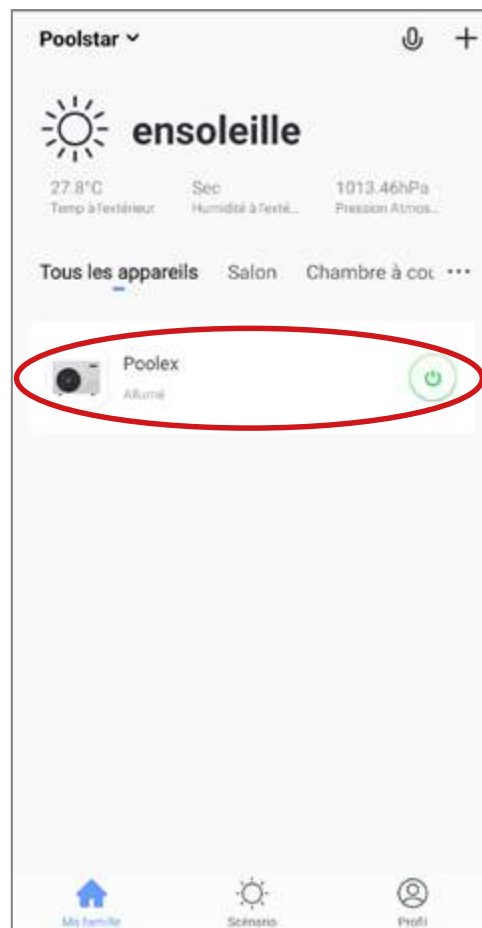 Poolstar
ensoleille
27.8°C Sec 1013.46hPa
Temp à l'extérieur Humidité à l'exté... Pression Atmos...
Tous les appareils Salon Chambre à cou ...
Poolex
Allumé
Ma famille Scénario Profil